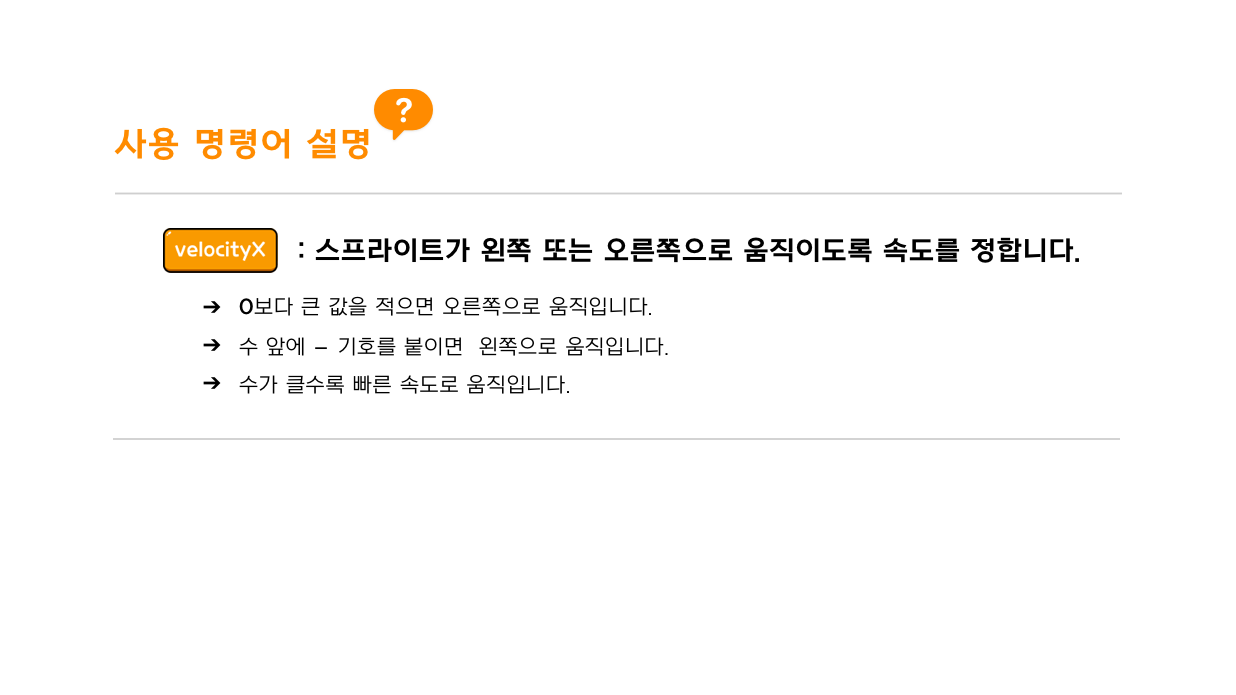 사용 명령어 설명 ?
velocityX : 스프라이트가 왼쪽 또는 오른쪽으로 움직이도록 속도를 정합니다.
➔ 0보다 큰 값을 적으면 오른쪽으로 움직입니다.
➔ 수 앞에 – 기호를 붙이면 왼쪽으로 움직입니다.
➔ 수가 클수록 빠른 속도로 움직입니다.